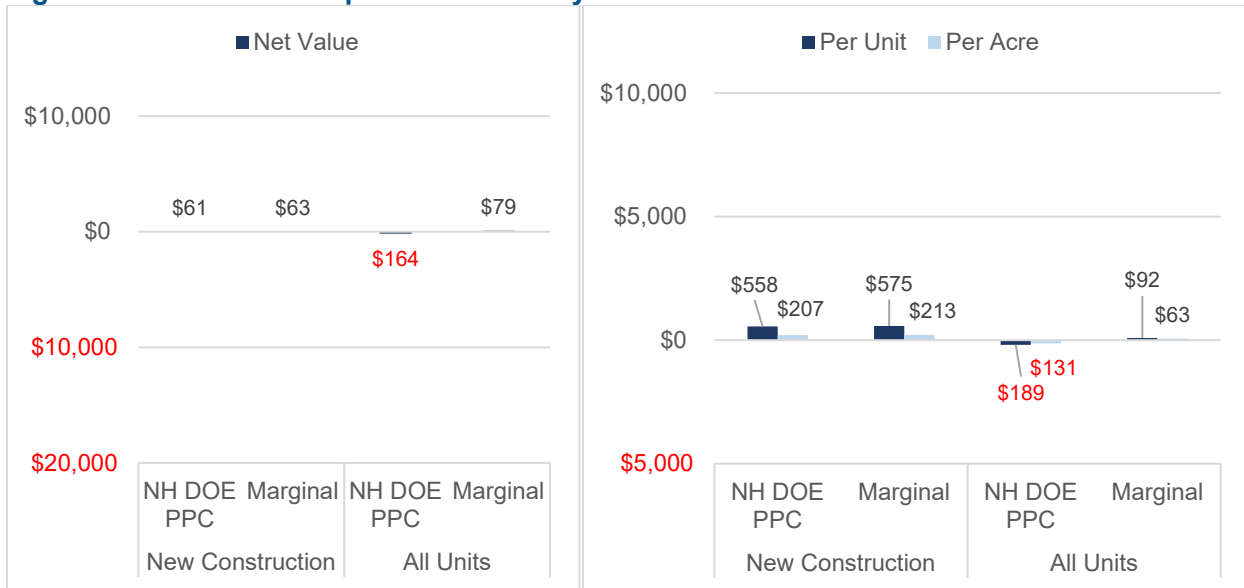 Net Value
$10,000
$0
$10,000
$20,000
$61
$63
$164
$79
NH DOE Marginal NH DOE Marginal
PPC PPC
New Construction All Units
Per Unit Per Acre
$10,000
$5,000
$0
$5,000
$558
$207
$575
$213
$189
$131
$92
$63
NH DOE Marginal NH DOE Marginal
PPC PPC
New Construction All Units